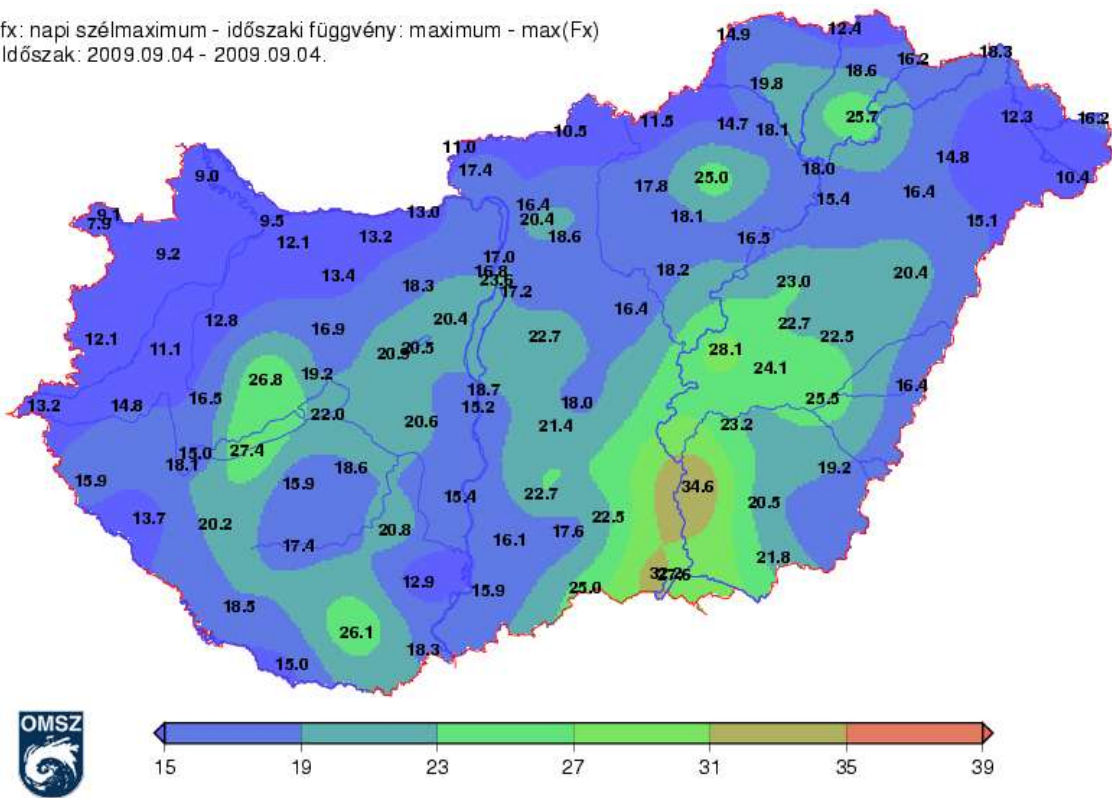 fx: napi szélmaximum - időszaki függvény: maximum - max(Fx)
Időszak: 2009.09.04 - 2009.09.04.
14.9 12.4
18.3
16.2
18.6
19.8
25.7 12.3 16.2
11.5 14.7 18.1
10.5
11.0
14.8
17.4 18.0
9.0 25.0 10.4
17.8
16.4 15.4
9.1 13.0 16.4
7.9 9.5 20.4 18.1 15.1
12.1 13.2 18.6 16.5
9.2
17.0
13.4 16.8 18.2 20.4
18.3 23.6 23.0
17.2
16.4
12.8 16.9 20.4 22.7
12.1 22.7 22.5
11.1 20.9 20.5 28.1
26.8 19.2 24.1
18.7 16.4
13.2 14.8 16.5 15.2 18.0 25.5
22.0 20.6 21.4 23.2
15.0 27.4
18.1 18.6 19.2
15.9 15.9 34.6
15.4 22.7 20.5
13.7 20.2 20.8 22.5
17.4 16.1 17.6
21.8
12.9 27.6
15.9 25.0
18.5
26.1
15.0 18.3
OMSZ
15 19 23 27 31 35 39